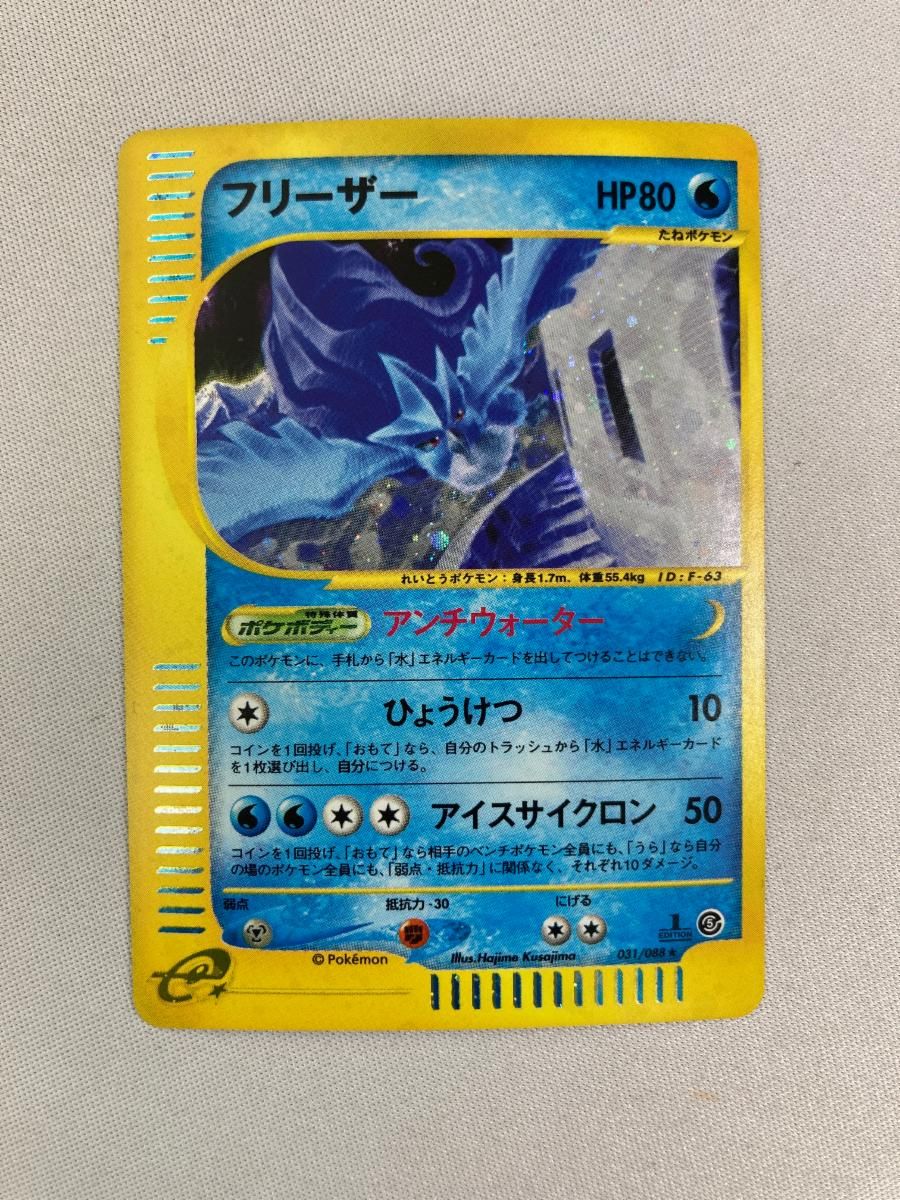 フリーザー HP80
たねポケモン
れいとうポケモン：身長1.7m、体重55.4kg ID:F-63
特殊体質
ポケボディー アンチウォーター
このポケモンに、手札から「水」エネルギーカードを出してつけることはできない。
ひょうけつ 10
コインを1回投げ、「おもて」なら、自分のトラッシュから「水」エネルギーカード
を1枚選び出し、自分につける。
アイスサイクロン 50
コインを1回投げ、「おもて」なら相手のベンチポケモン全員にも、「うら」なら自分
の場のポケモン全員にも、「弱点・抵抗力」に関係なく、それぞれ10ダメージ。
弱点 抵抗力-30 にげる
1 EDITION 5
©Pokémon Illus.Hajime Kusajima 031/088★
e